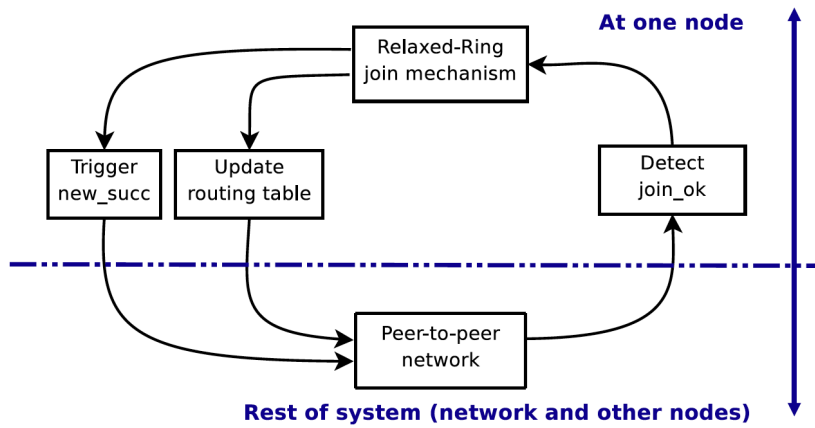 At one node
Relaxed-Ring
join mechanism
Trigger
new_succ
Update
routing table
Detect
join_ok
Peer-to-peer
network
Rest of system (network and other nodes)